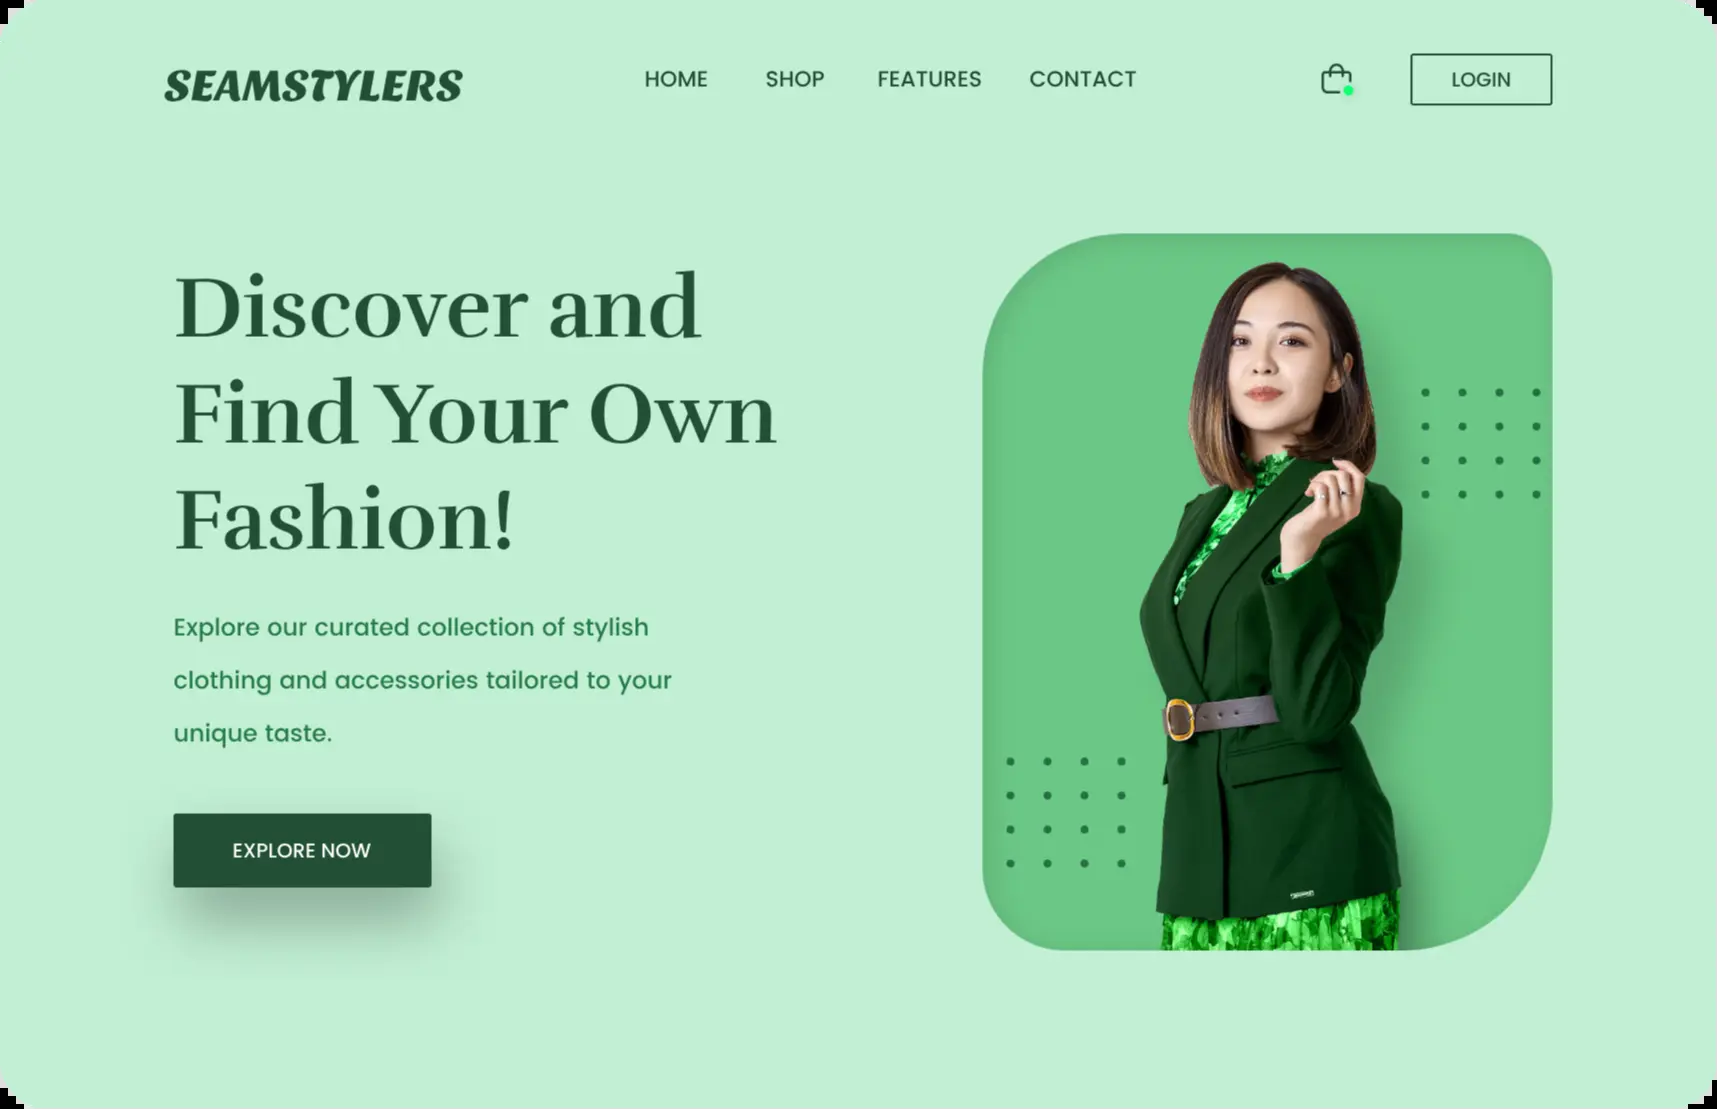 SEAMSTYLERS
HOME SHOP FEATURES CONTACT
LOGIN
Discover and
Find Your Own
Fashion!
Explore our curated collection of stylish
clothing and accessories tailored to your
unique taste.
EXPLORE NOW